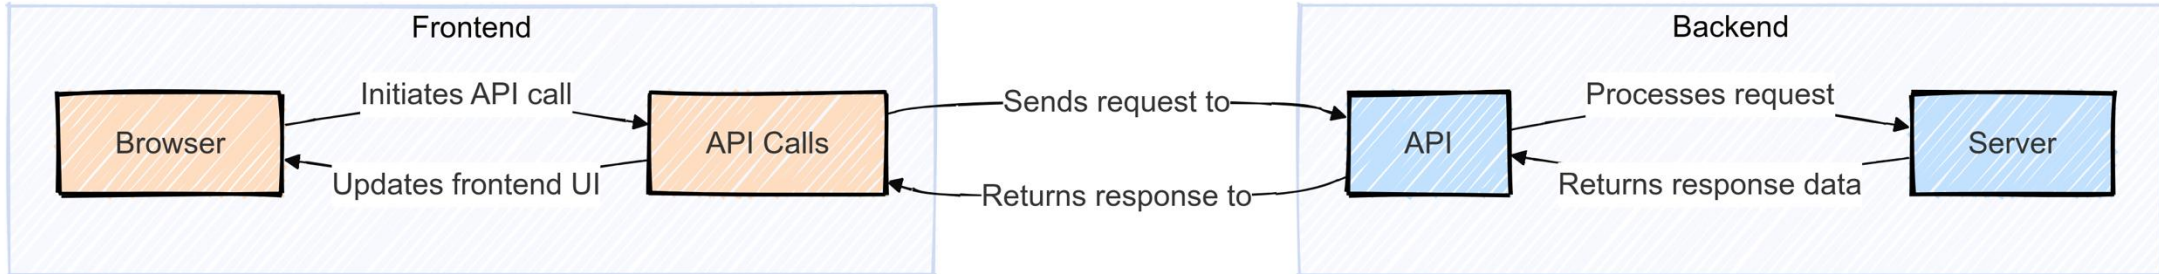 Frontend
Backend
Initiates API call
Sends request to
Processes request
Browser
API Calls
API
Server
Updates frontend UI
Returns response to
Returns response data